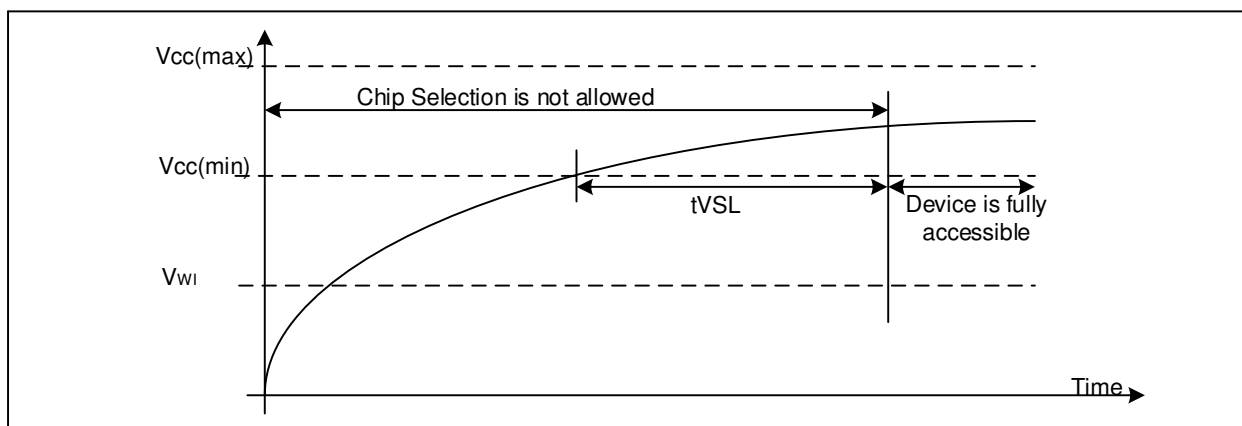 Vcc(max)
Chip Selection is not allowed
Vcc(min)
tVSL
Device is fully
accessible
VWI
Time